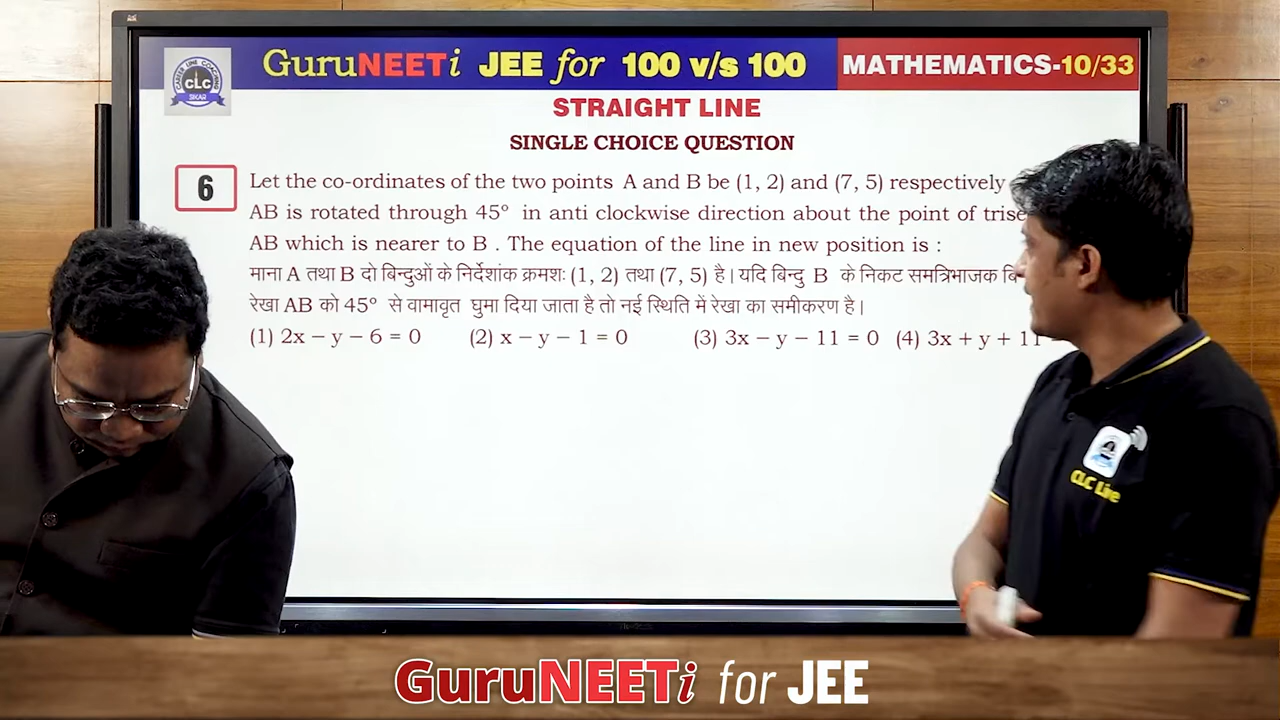 GuruNEETi JEE for 100 v/s 100
MATHEMATICS-10/33
CAREER LINE COACHING
CLC
SIKAR
STRAIGHT LINE
SINGLE CHOICE QUESTION
6
Let the co-ordinates of the two points A and B be (1, 2) and (7, 5) respectively
AB is rotated through 45° in anti clockwise direction about the point of
AB which is nearer to B . The equation of the line in new position is :
माना A तथा B दो बिन्दुओं के निर्देशांक क्रमशः (1, 2) तथा (7, 5) है। यदि बिन्दु B के निकट समत्रिभाजक
रेखा AB को 45° से वामावृत घुमा दिया जाता है तो नई स्थिति में रेखा का समीकरण है।
(1) 2x − y − 6 = 0 (2) x − y − 1 = 0 (3) 3x − y − 11 = 0 (4) 3x + y + 11
CLC Live
GuruNEETi for JEE